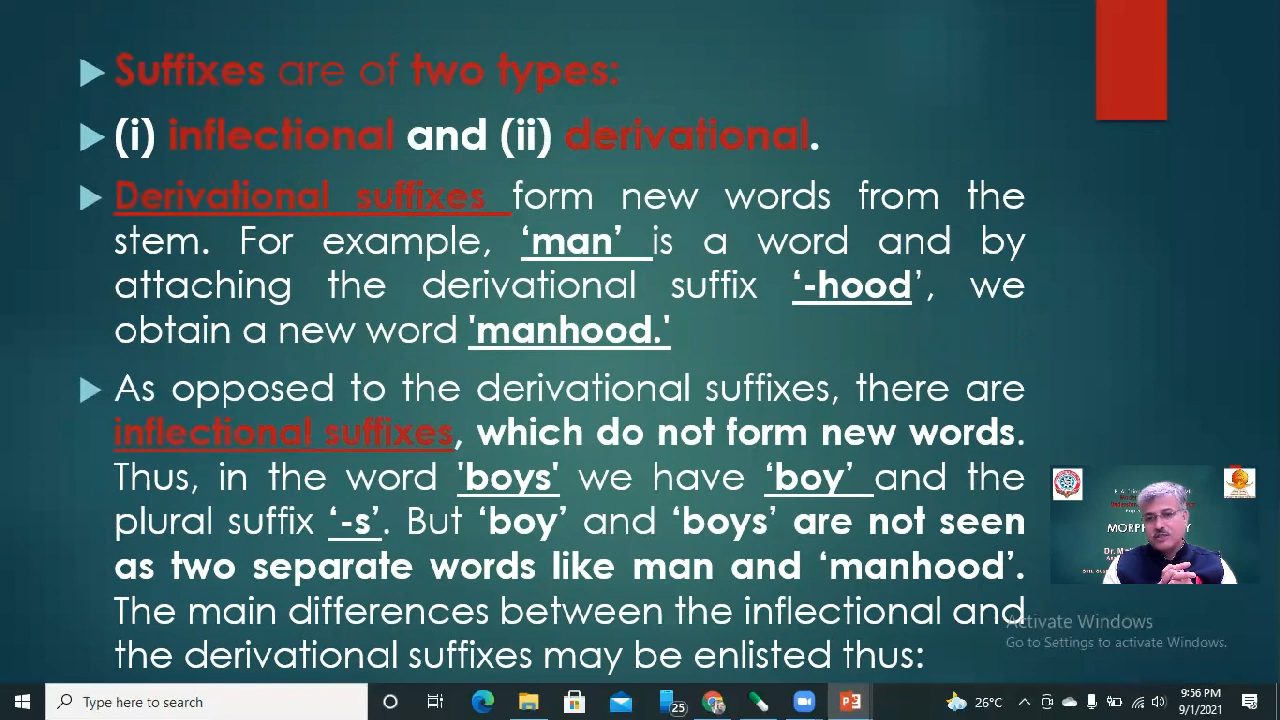 Suffixes are of two types:
(i) inflectional and (ii) derivational.
Derivational suffixes form new words from the
stem. For example, ‘man’ is a word and by
attaching the derivational suffix ‘-hood’, we
obtain a new word 'manhood.'
As opposed to the derivational suffixes, there are
inflectional suffixes, which do not form new words.
Thus, in the word 'boys' we have ‘boy’ and the
plural suffix ‘-s’. But ‘boy’ and ‘boys’ are not seen
as two separate words like man and ‘manhood’.
The main differences between the inflectional and
the derivational suffixes may be enlisted thus:
Activate Windows
Go to Settings to activate Windows.
Type here to search
25
26°C
9:56 PM
9/1/2021